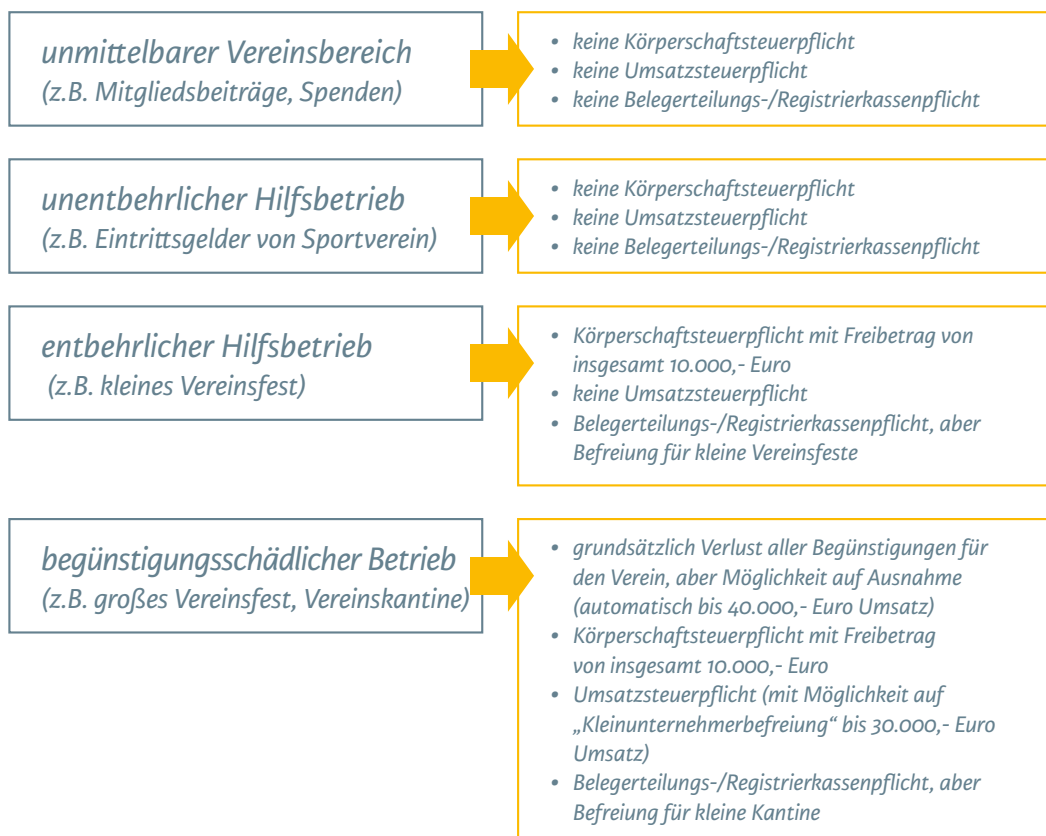 unmittelbarer Vereinsbereich
(z.B. Mitgliedsbeiträge, Spenden)
• keine Körperschaftsteuerpflicht
• keine Umsatzsteuerpflicht
• keine Belegerteilungs-/Registrierkassenpflicht
unentbehrlicher Hilfsbetrieb
(z.B. Eintrittsgelder von Sportverein)
• keine Körperschaftsteuerpflicht
• keine Umsatzsteuerpflicht
• keine Belegerteilungs-/Registrierkassenpflicht
entbehrlicher Hilfsbetrieb
(z.B. kleines Vereinsfest)
• Körperschaftsteuerpflicht mit Freibetrag von
insgesamt 10.000,- Euro
• keine Umsatzsteuerpflicht
• Belegerteilungs-/Registrierkassenpflicht, aber
Befreiung für kleine Vereinsfeste
begünstigungsschädlicher Betrieb
(z.B. großes Vereinsfest, Vereinskantine)
• grundsätzlich Verlust aller Begünstigungen für
den Verein, aber Möglichkeit auf Ausnahme
(automatisch bis 40.000,- Euro Umsatz)
• Körperschaftsteuerpflicht mit Freibetrag
von insgesamt 10.000,- Euro
• Umsatzsteuerpflicht (mit Möglichkeit auf
„Kleinunternehmerbefreiung“ bis 30.000,- Euro
Umsatz)
• Belegerteilungs-/Registrierkassenpflicht, aber
Befreiung für kleine Kantine